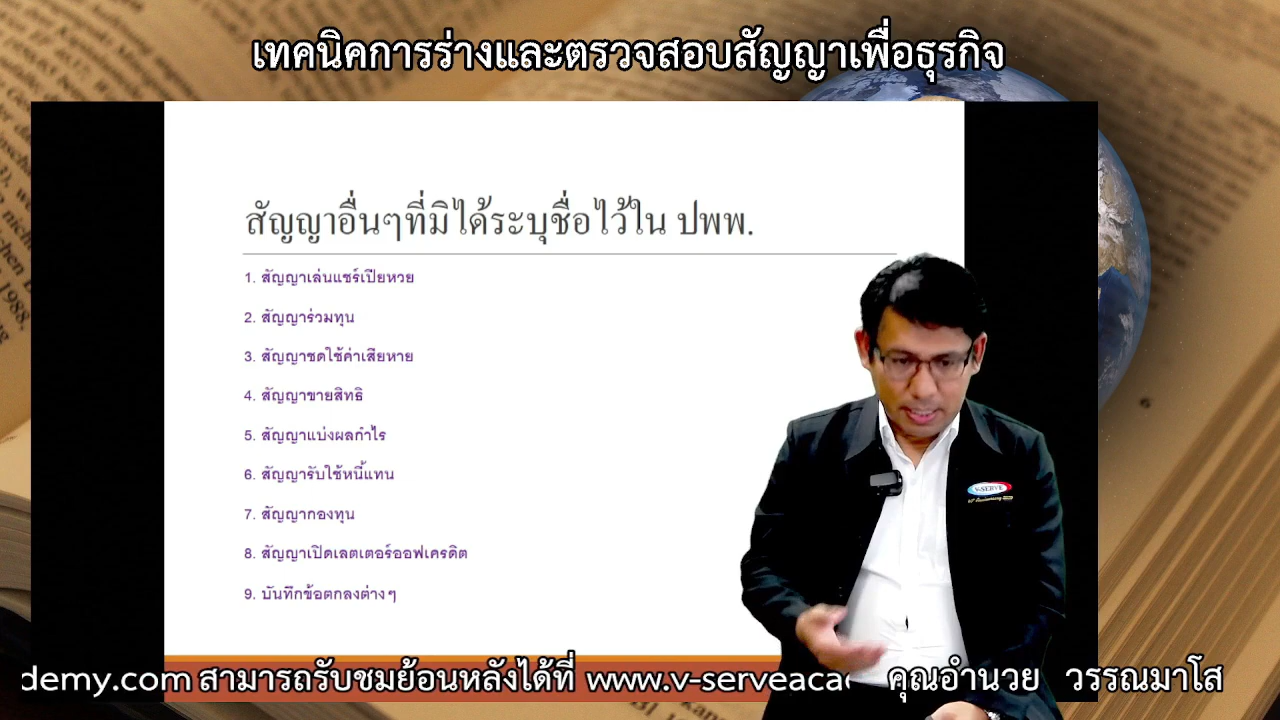 เทคนิคการร่างและตรวจสอบสัญญาเพื่อธุรกิจ
สัญญาอื่นๆที่มิได้ระบุชื่อไว้ใน ปพพ.
1. สัญญาเล่นแชร์เปียหวย
2. สัญญาร่วมทุน
3. สัญญาชดใช้ค่าเสียหาย
4. สัญญาขายสิทธิ
5. สัญญาแบ่งผลกำไร
6. สัญญารับใช้หนี้แทน
7. สัญญากองทุน
8. สัญญาเปิดเลตเตอร์ออฟเครดิต
9. บันทึกข้อตกลงต่างๆ
V-SERVE
demy.com สามารถรับชมย้อนหลังได้ที่ www.v-serveaca
คุณอำนวย วรรณมาโส